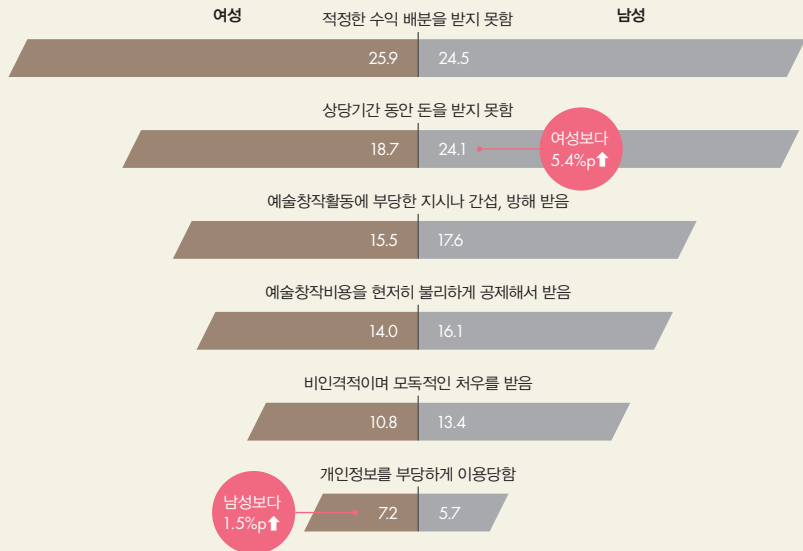 여성
적정한 수익 배분을 받지 못함
남성
25.9
24.5
상당기간 동안 돈을 받지 못함
18.7
24.1
여성보다
5.4%p⬆
예술창작활동에 부당한 지시나 간섭, 방해 받음
15.5
17.6
예술창작비용을 현저히 불리하게 공제해서 받음
14.0
16.1
비인격적이며 모독적인 처우를 받음
10.8
13.4
개인정보를 부당하게 이용당함
남성보다
1.5%p⬆
7.2
5.7